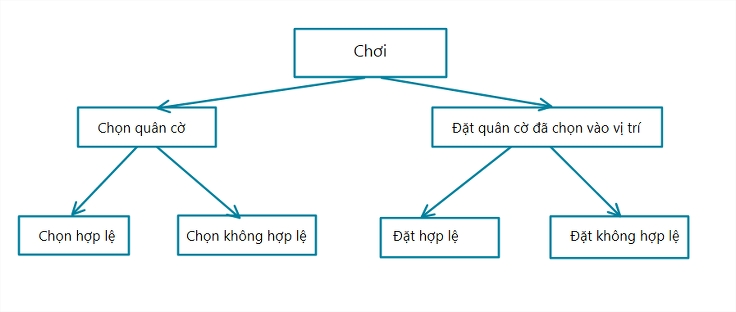 Chơi
Chọn quân cờ
Đặt quân cờ đã chọn vào vị trí
Chọn hợp lệ
Chọn không hợp lệ
Đặt hợp lệ
Đặt không hợp lệ